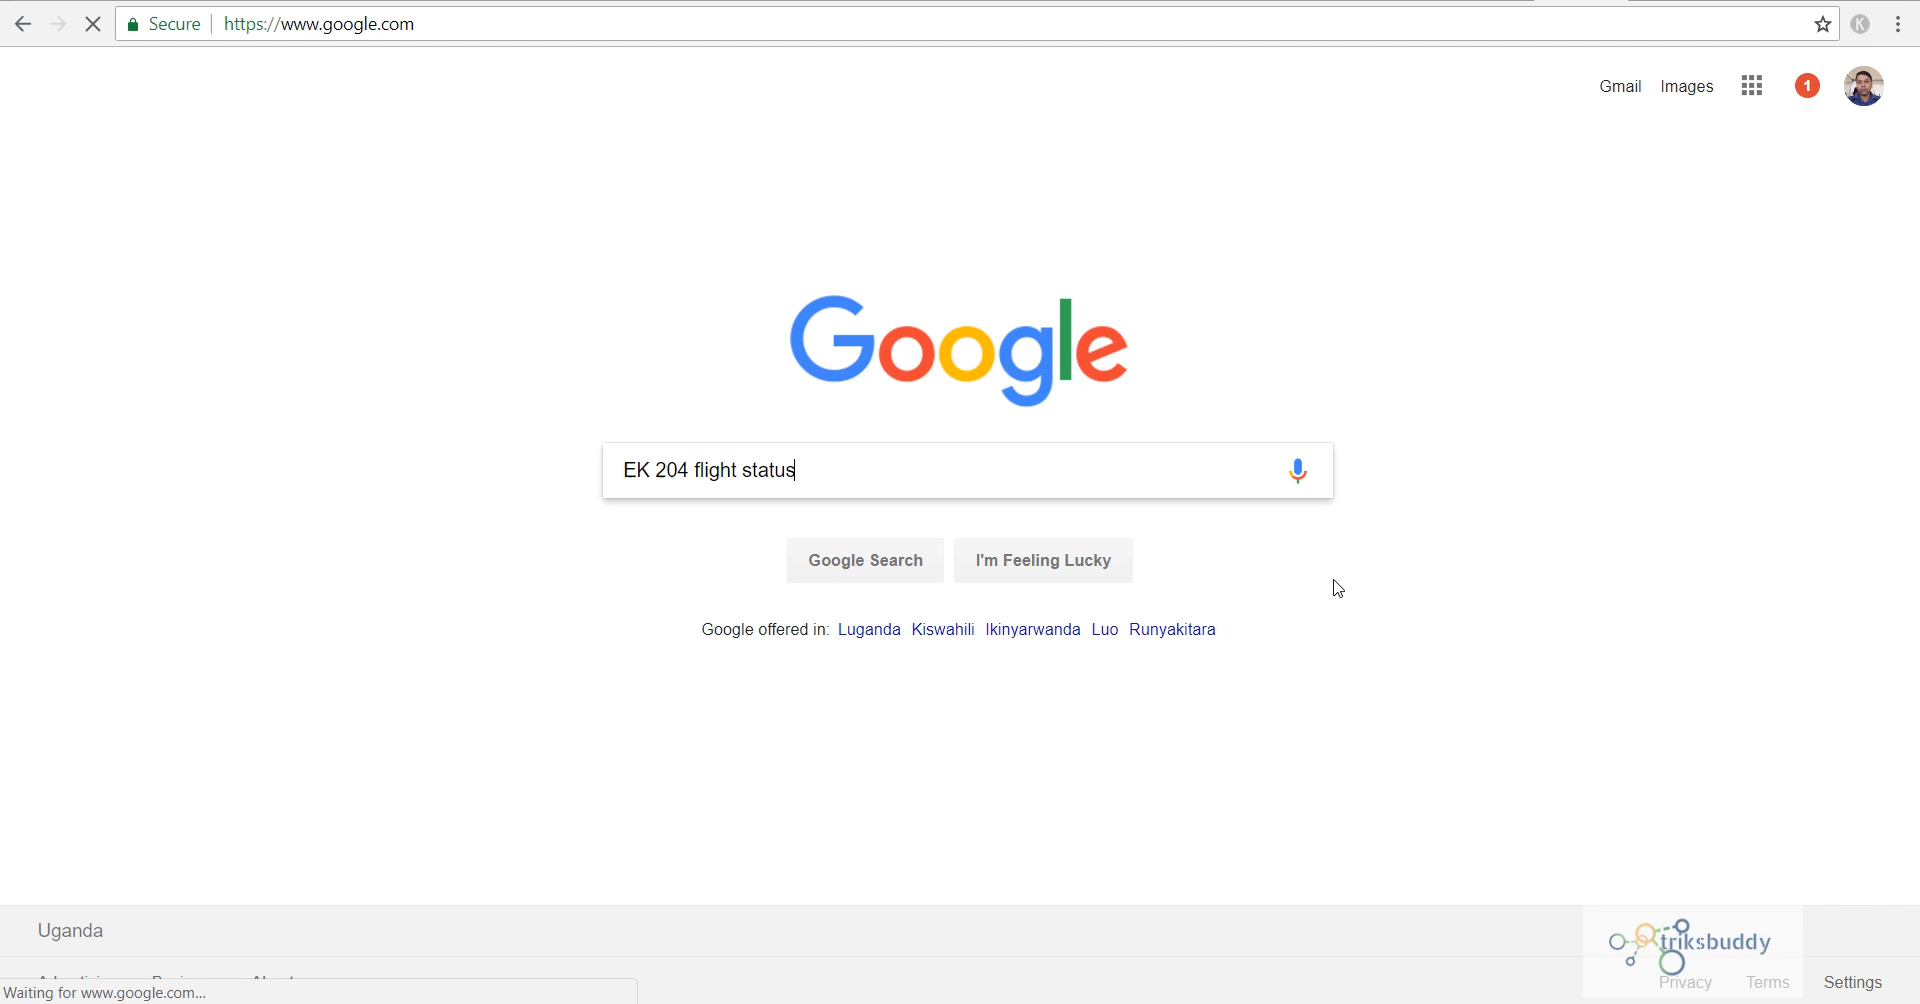 Secure https://www.google.com
K
Gmail Images 1
Google
EK 204 flight status
Google Search I'm Feeling Lucky
Google offered in: Luganda Kiswahili Ikinyarwanda Luo Runyakitara
Uganda
triksbuddy
Privacy Terms Settings
Waiting for www.google.com...